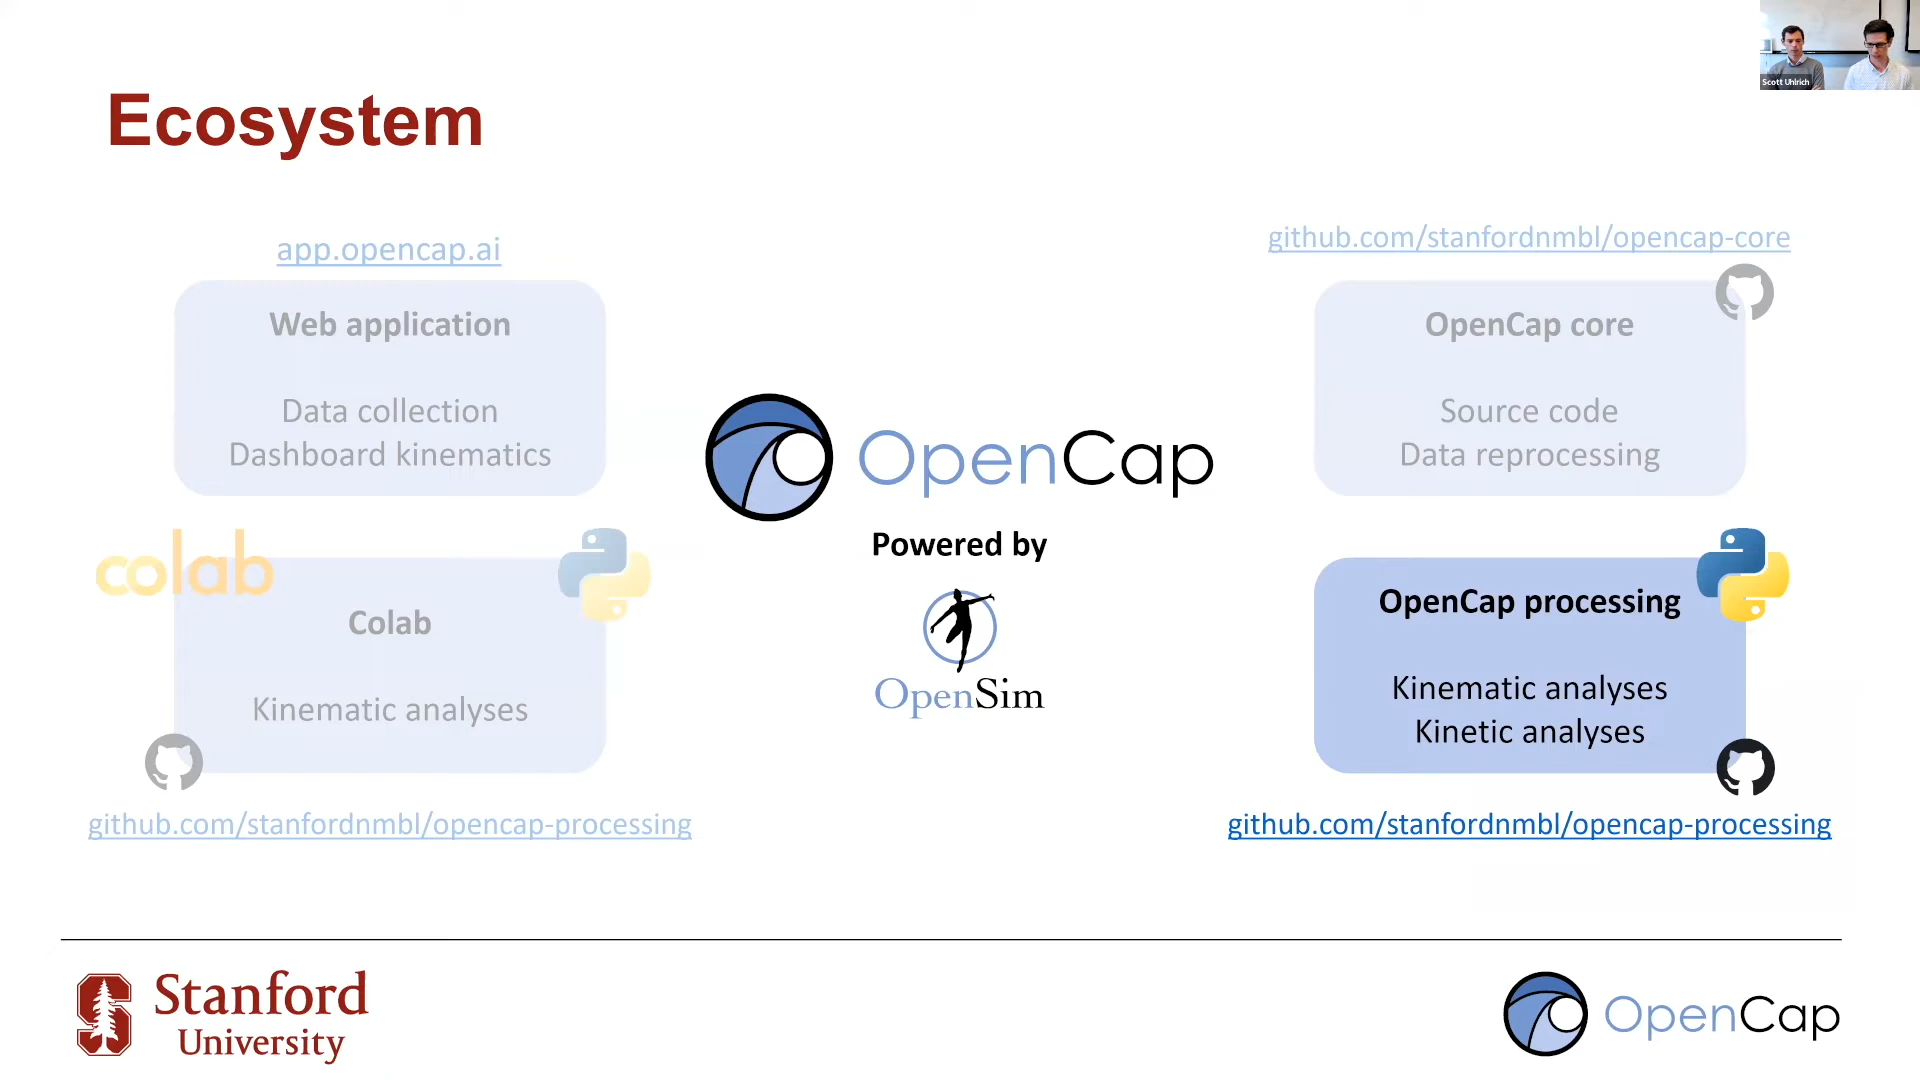 Scott Uhlrich
Ecosystem
app.opencap.ai
Web application
Data collection
Dashboard kinematics
colab
Colab
Kinematic analyses
github.com/stanfordnmbl/opencap-processing
OpenCap
Powered by
OpenSim
github.com/stanfordnmbl/opencap-core
OpenCap core
Source code
Data reprocessing
OpenCap processing
Kinematic analyses
Kinetic analyses
github.com/stanfordnmbl/opencap-processing
Stanford
University
OpenCap